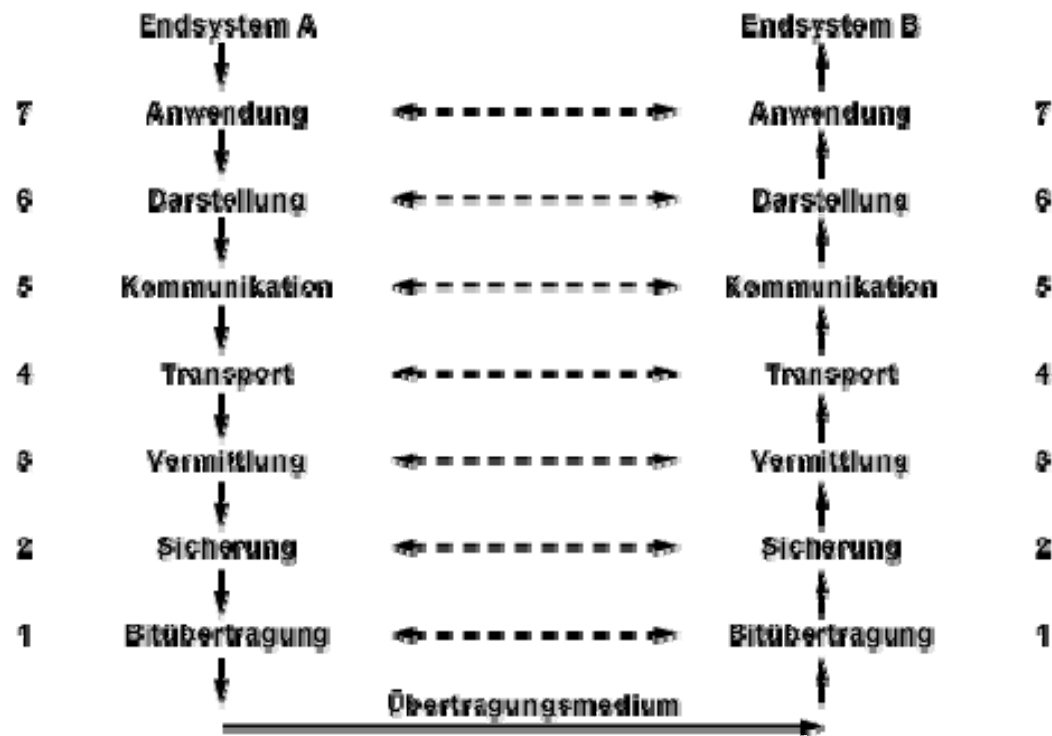 Endsystem A Endsystem B
7 Anwendung Anwendung 7
6 Darstellung Darstellung 6
5 Kommunikation Kommunikation 5
4 Transport Transport 4
3 Vermittlung Vermittlung 3
2 Sicherung Sicherung 2
1 Bitübertragung Bitübertragung 1
Übertragungsmedium